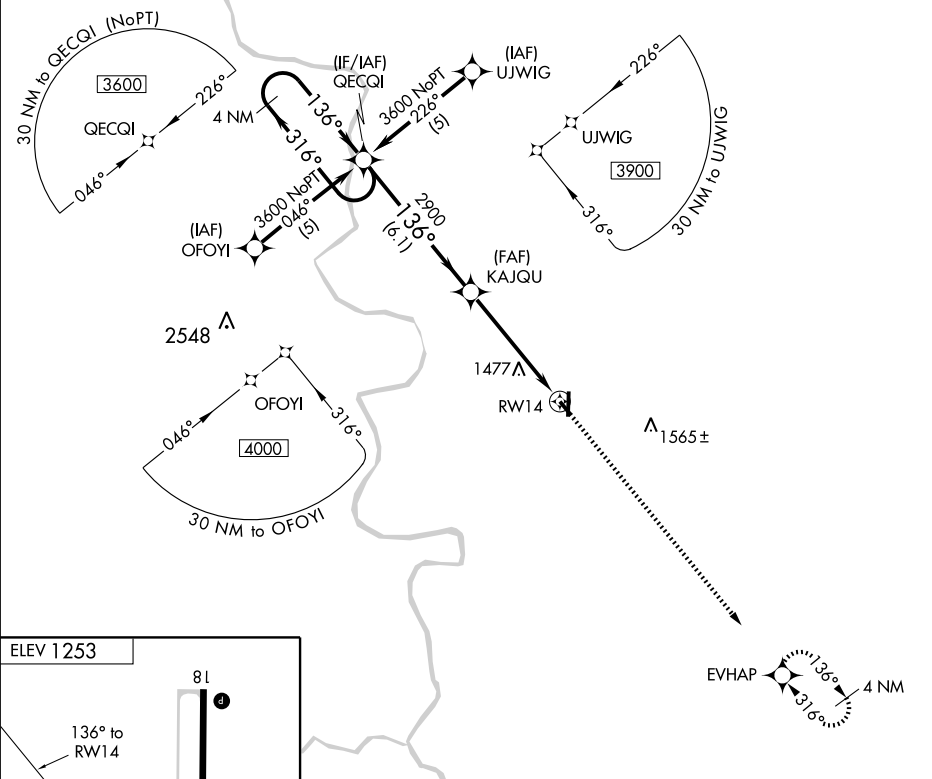 30 NM to QECQI (NoPT)
3600
QECQI
226°
046°
4 NM
136°
316°
(IF/IAF)
QECQI
(IAF)
UJWIG
3600 NoPT
226°
(5)
3600 NoPT
046°
(5)
(IAF)
OFOYI
2900
136°
(6.1)
(FAF)
KAJQU
226°
UJWIG
3900
316°
30 NM to UJWIG
2548
OFOYI
046°
316°
4000
30 NM to OFOYI
1477
RW14
1565±
EVHAP
136°
316°
4 NM
ELEV 1253
18
P
136° to
RW14